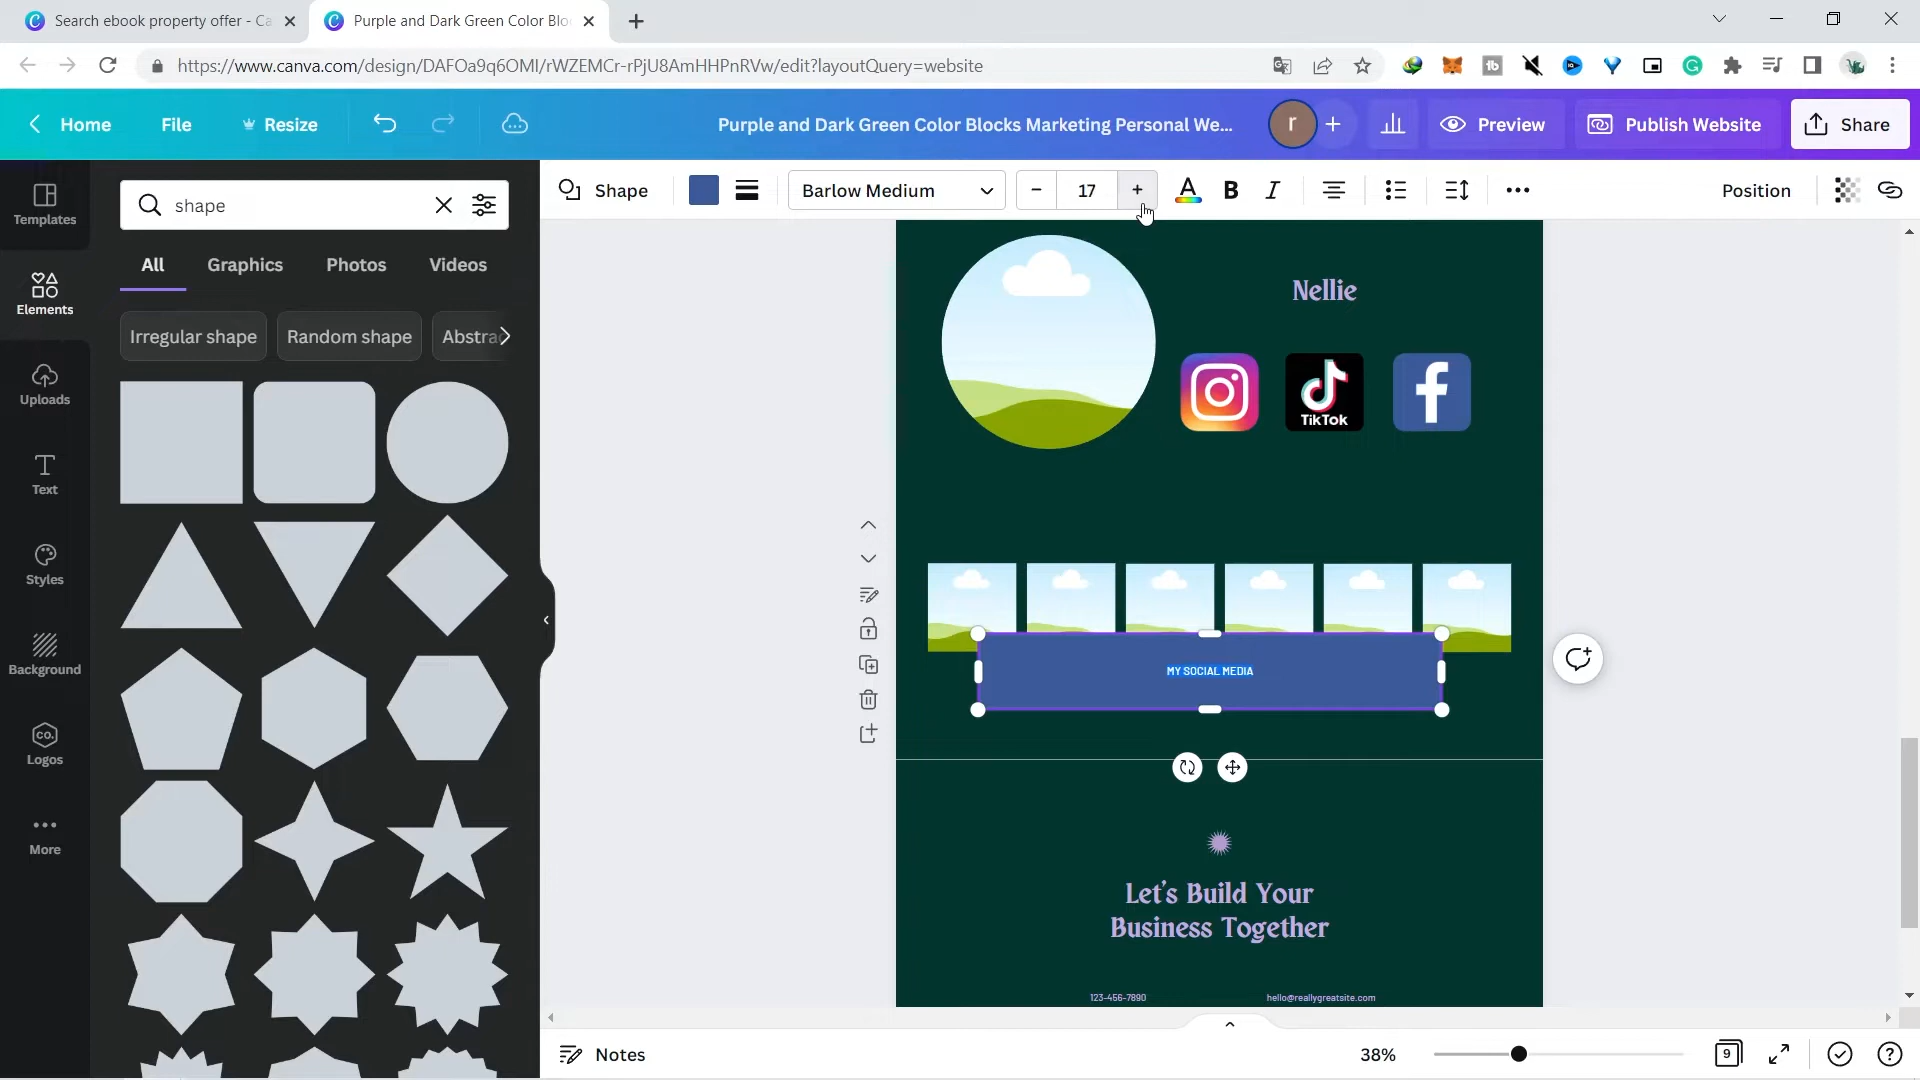 Search ebook property offer - Ca
Purple and Dark Green Color Blo
https://www.canva.com/design/DAFOa9q6OMI/rWZEMCr-rPjU8AmHHPnRVw/edit?layoutQuery=website
Home
File
Resize
Purple and Dark Green Color Blocks Marketing Personal We...
r
Preview
Publish Website
Share
Templates
Elements
Uploads
Text
Styles
Background
CO.
Logos
More
shape
All
Graphics
Photos
Videos
Irregular shape
Random shape
Abstra
Shape
Barlow Medium
17
B
I
Position
Nellie
TikTok
MY SOCIAL MEDIA
Let's Build Your
Business Together
123-456-7890
hello@reallygreatsite.com
Notes
38%
9